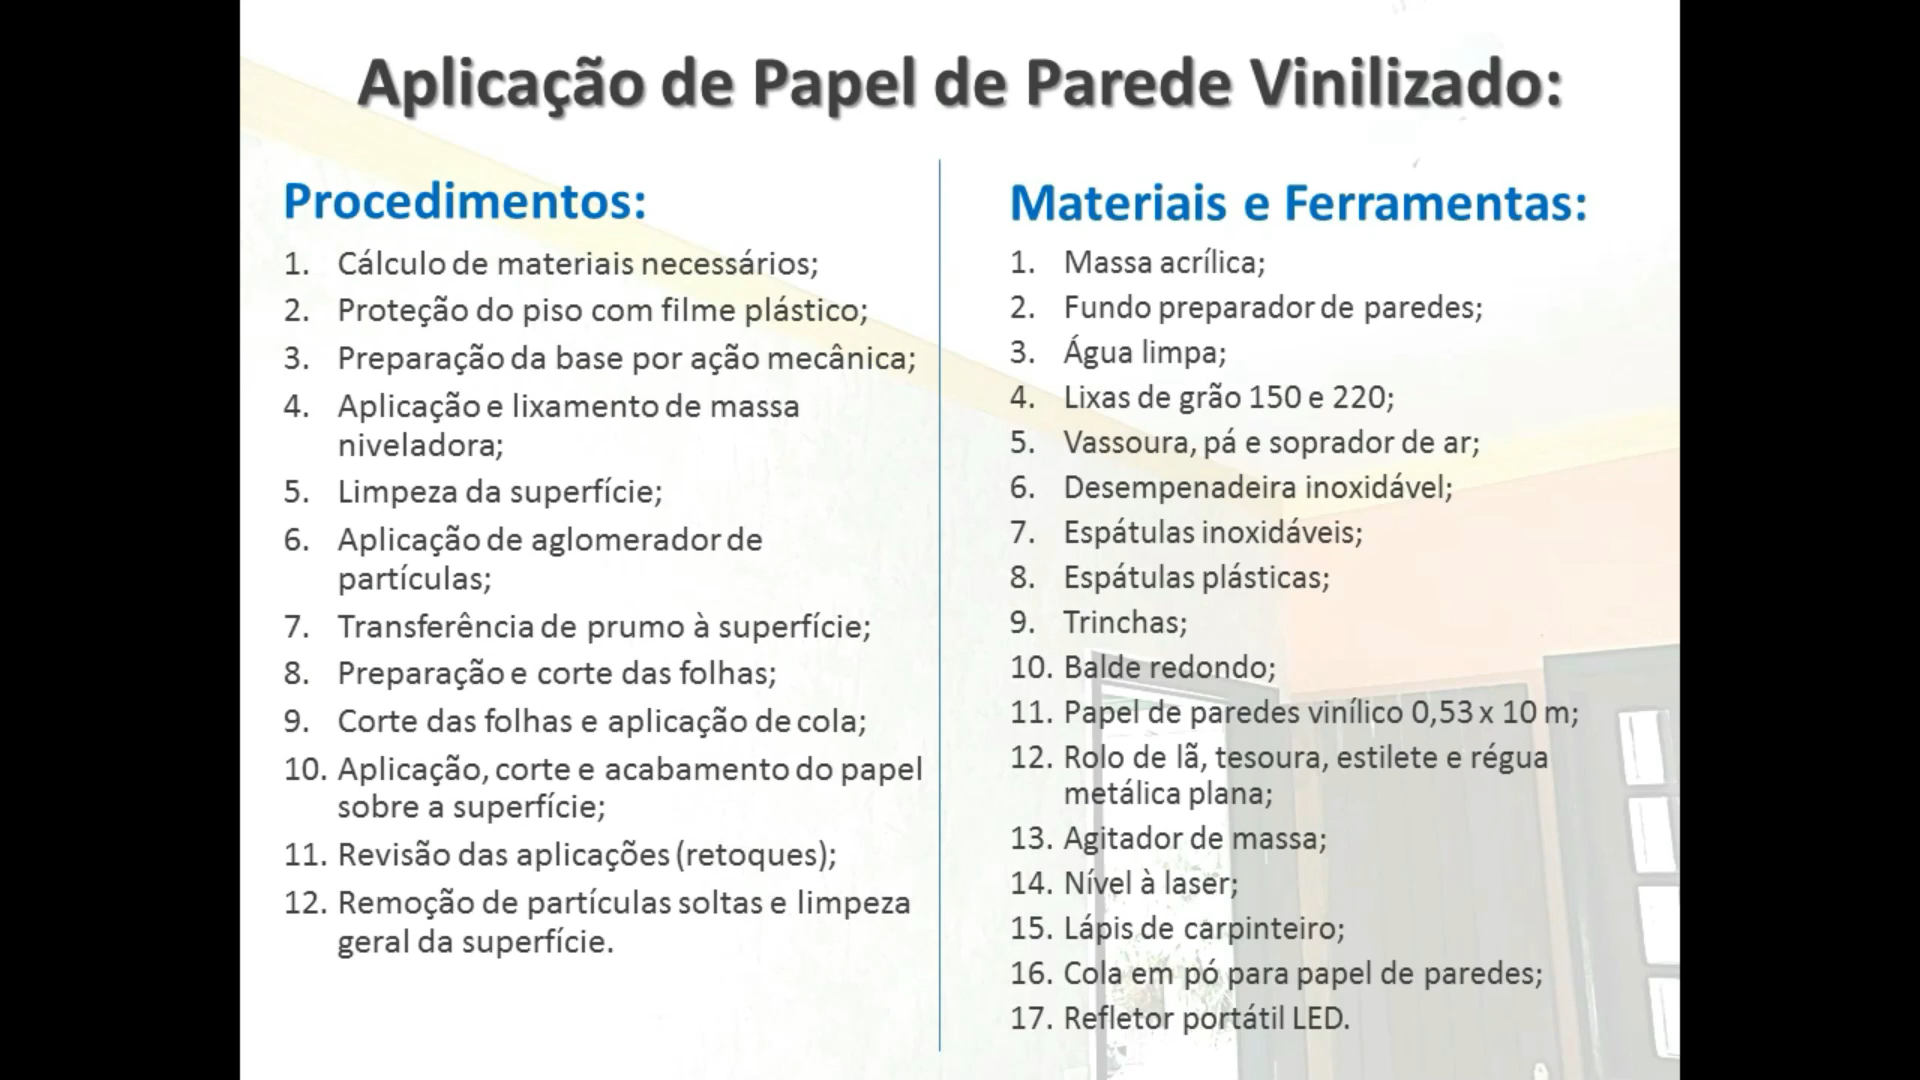 Aplicação de Papel de Parede Vinilizado:
Procedimentos:
1. Cálculo de materiais necessários;
2. Proteção do piso com filme plástico;
3. Preparação da base por ação mecânica;
4. Aplicação e lixamento de massa
niveladora;
5. Limpeza da superfície;
6. Aplicação de aglomerador de
partículas;
7. Transferência de prumo à superfície;
8. Preparação e corte das folhas;
9. Corte das folhas e aplicação de cola;
10. Aplicação, corte e acabamento do papel
sobre a superfície;
11. Revisão das aplicações (retoques);
12. Remoção de partículas soltas e limpeza
geral da superfície.
Materiais e Ferramentas:
1. Massa acrílica;
2. Fundo preparador de paredes;
3. Água limpa;
4. Lixas de grão 150 e 220;
5. Vassoura, pá e soprador de ar;
6. Desempenadeira inoxidável;
7. Espátulas inoxidáveis;
8. Espátulas plásticas;
9. Trinchas;
10. Balde redondo;
11. Papel de paredes vinílico 0,53 x 10 m;
12. Rolo de lã, tesoura, estilete e régua
metálica plana;
13. Agitador de massa;
14. Nível à laser;
15. Lápis de carpinteiro;
16. Cola em pó para papel de paredes;
17. Refletor portátil LED.